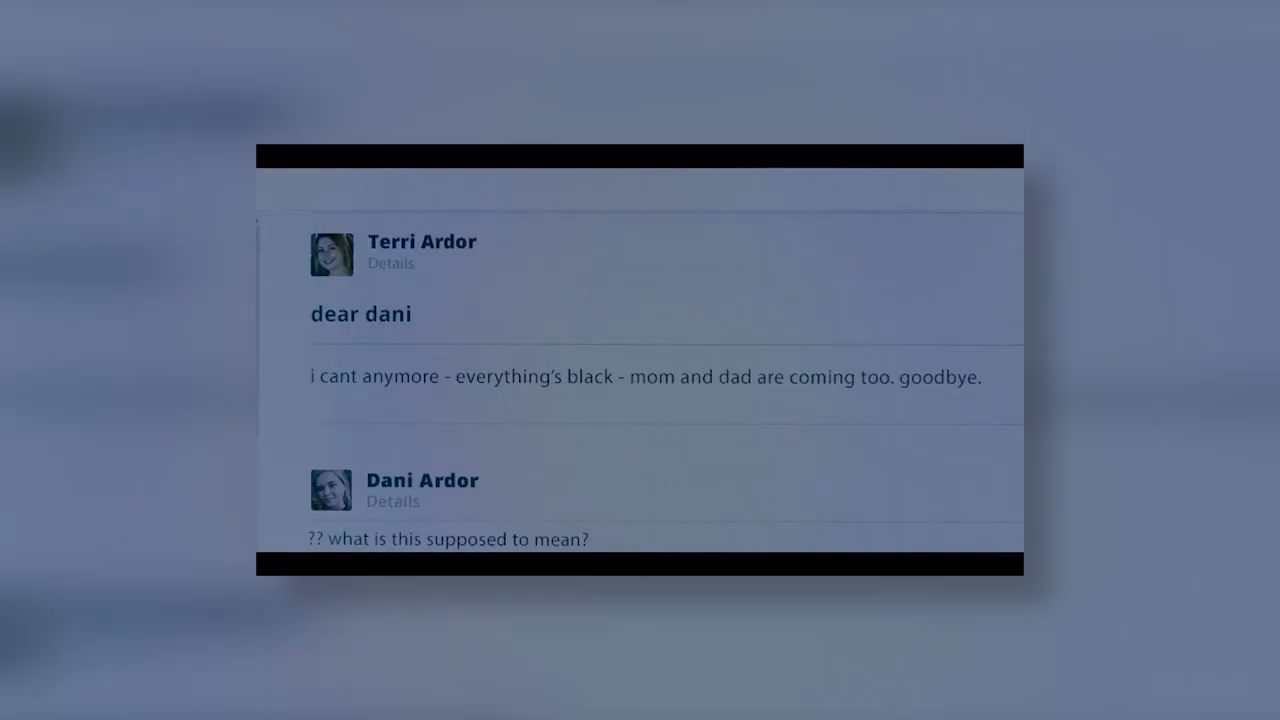 Terri Ardor
Details
dear dani
i cant anymore - everything's black - mom and dad are coming too. goodbye.
Dani Ardor
Details
?? what is this supposed to mean?